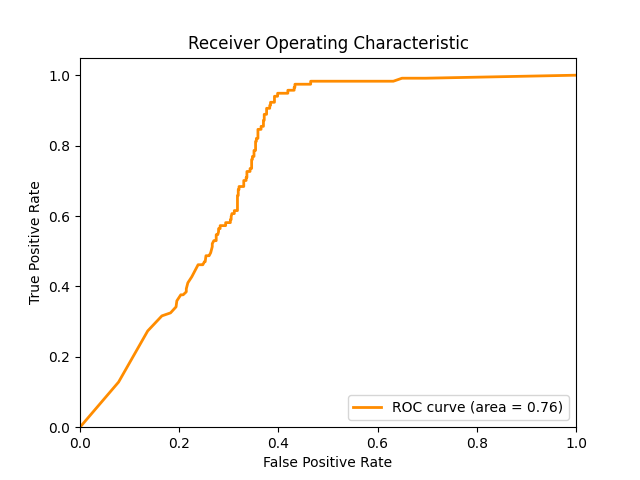 Receiver Operating Characteristic
True Positive Rate
1.0
0.8
0.6
0.4
0.2
0.0
ROC curve (area = 0.76)
0.0 0.2 0.4 0.6 0.8 1.0
False Positive Rate